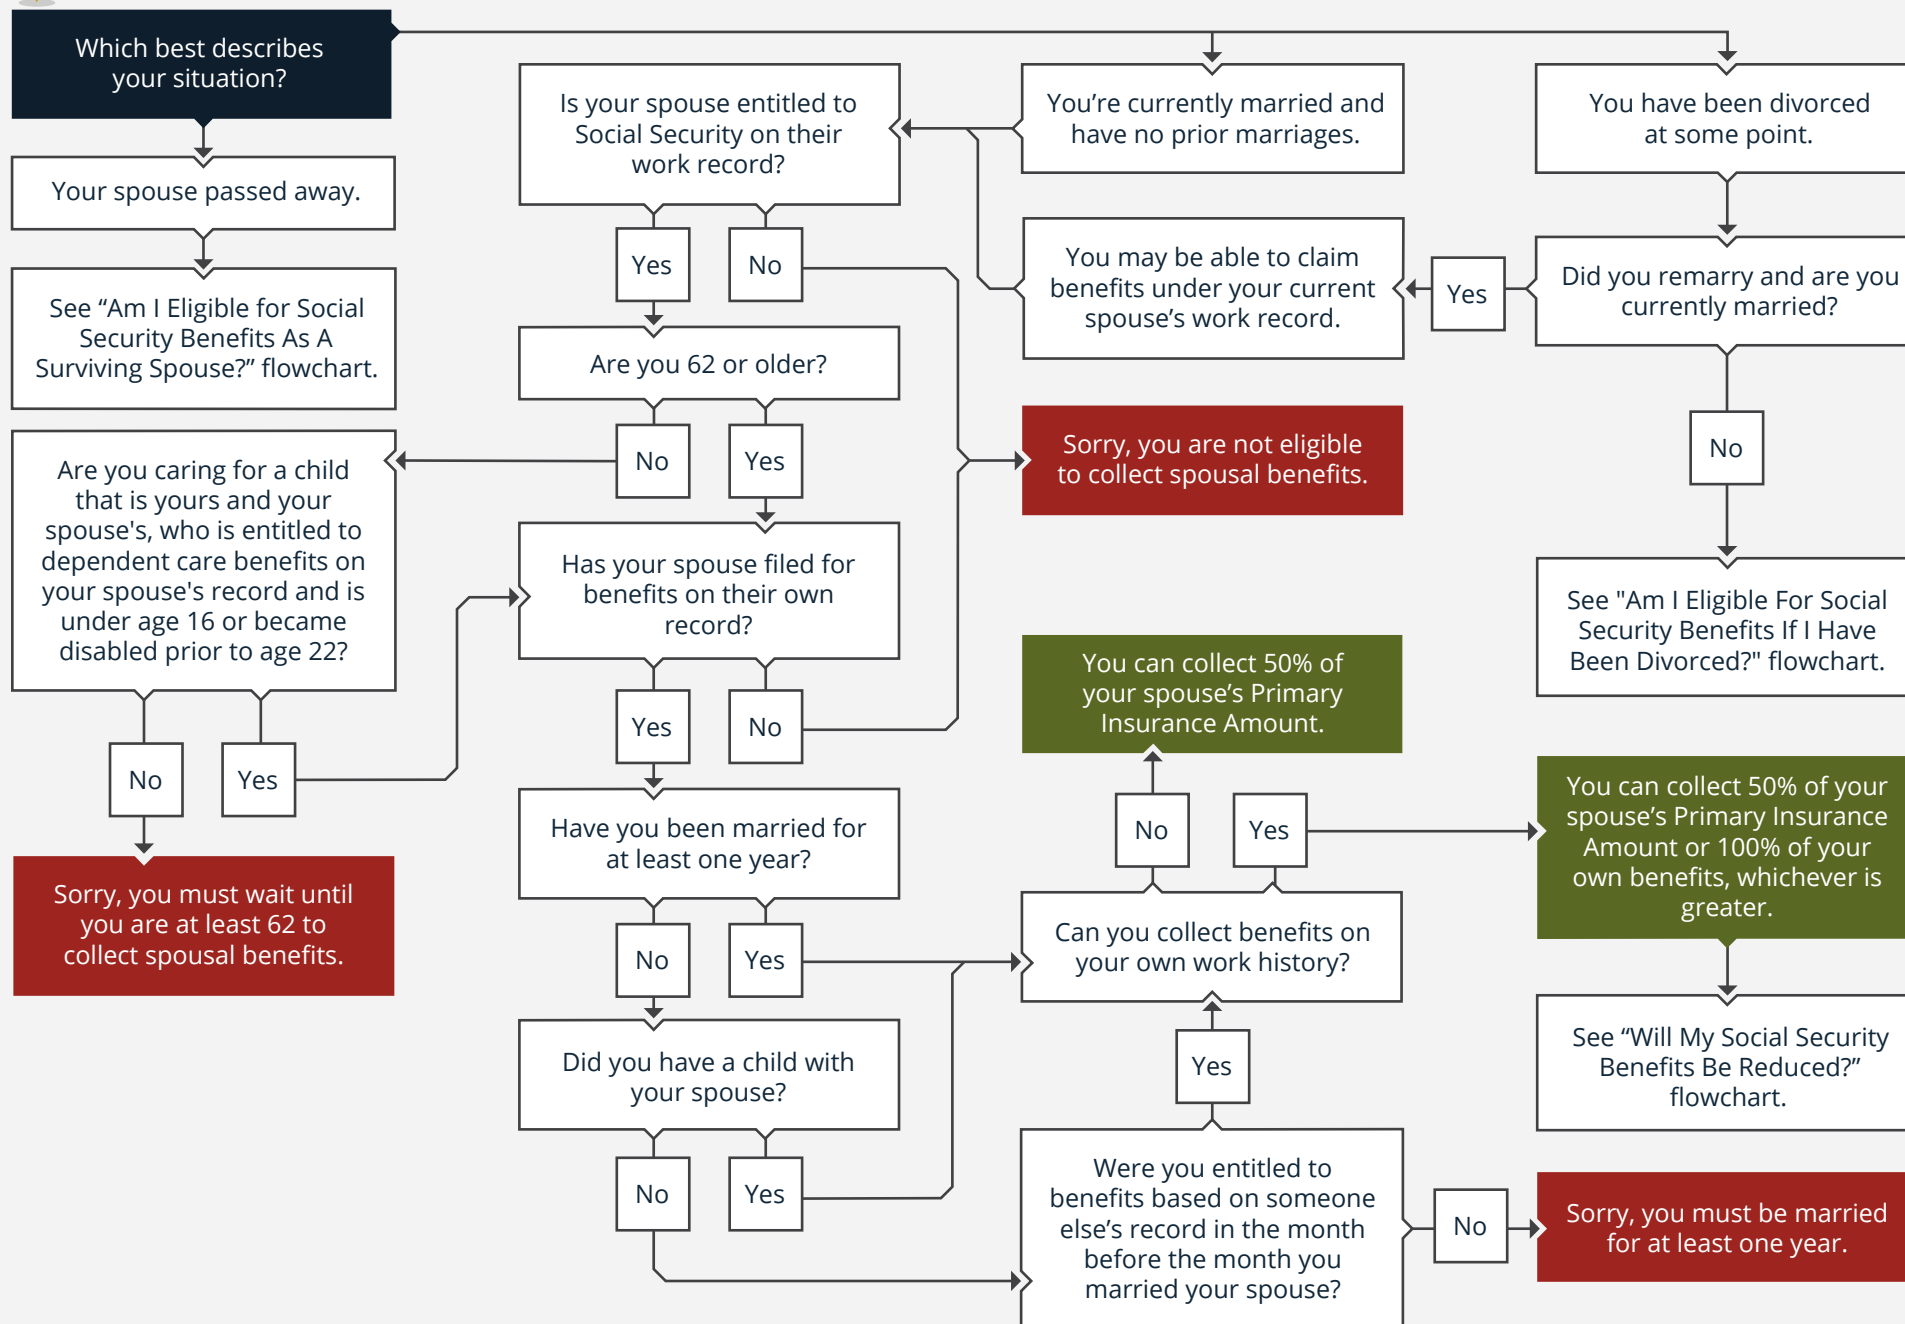 Which best describes
your situation?
Your spouse passed away.
See “Am I Eligible for Social
Security Benefits As A
Surviving Spouse?” flowchart.
Are you caring for a child
that is yours and your
spouse's, who is entitled to
dependent care benefits on
your spouse's record and is
under age 16 or became
disabled prior to age 22?
No
Yes
Sorry, you must wait until
you are at least 62 to
collect spousal benefits.
Is your spouse entitled to
Social Security on their
work record?
Yes
No
Are you 62 or older?
No
Yes
Has your spouse filed for
benefits on their own
record?
Yes
No
Have you been married for
at least one year?
No
Yes
Did you have a child with
your spouse?
No
Yes
You’re currently married and
have no prior marriages.
You may be able to claim
benefits under your current
spouse’s work record.
Yes
Sorry, you are not eligible
to collect spousal benefits.
You can collect 50% of
your spouse’s Primary
Insurance Amount.
No
Yes
Can you collect benefits on
your own work history?
Yes
Were you entitled to
benefits based on someone
else’s record in the month
before the month you
married your spouse?
No
You have been divorced
at some point.
Did you remarry and are you
currently married?
No
See "Am I Eligible For Social
Security Benefits If I Have
Been Divorced?" flowchart.
You can collect 50% of your
spouse’s Primary Insurance
Amount or 100% of your
own benefits, whichever is
greater.
See “Will My Social Security
Benefits Be Reduced?”
flowchart.
Sorry, you must be married
for at least one year.